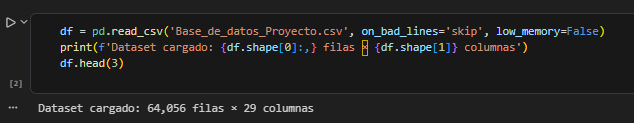 df = pd.read_csv('Base_de_datos_Proyecto.csv', on_bad_lines='skip', low_memory=False)
print(f'Dataset cargado: {df.shape[0]:,} filas × {df.shape[1]} columnas')
df.head(3)
[2]
... Dataset cargado: 64,056 filas × 29 columnas